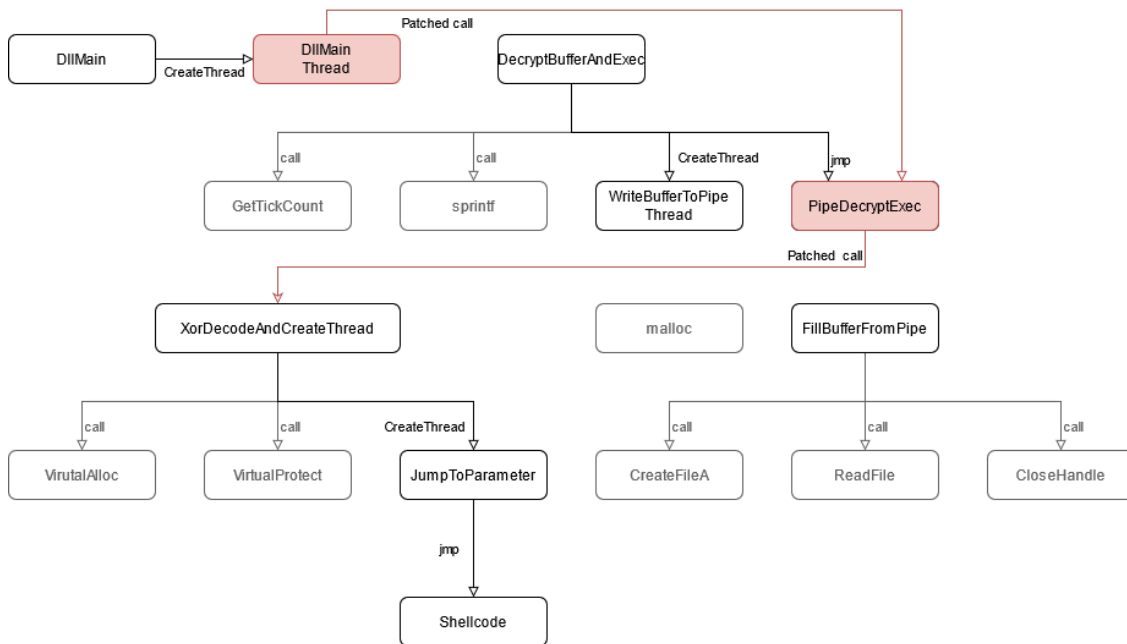 Patched call
DllMain
CreateThread
DllMain
Thread
DecryptBufferAndExec
call
call
CreateThread
jmp
GetTickCount
sprintf
WriteBufferToPipe
Thread
PipeDecryptExec
Patched call
XorDecodeAndCreateThread
malloc
FillBufferFromPipe
call
call
CreateThread
call
call
call
VirutalAlloc
VirtualProtect
JumpToParameter
CreateFileA
ReadFile
CloseHandle
jmp
Shellcode